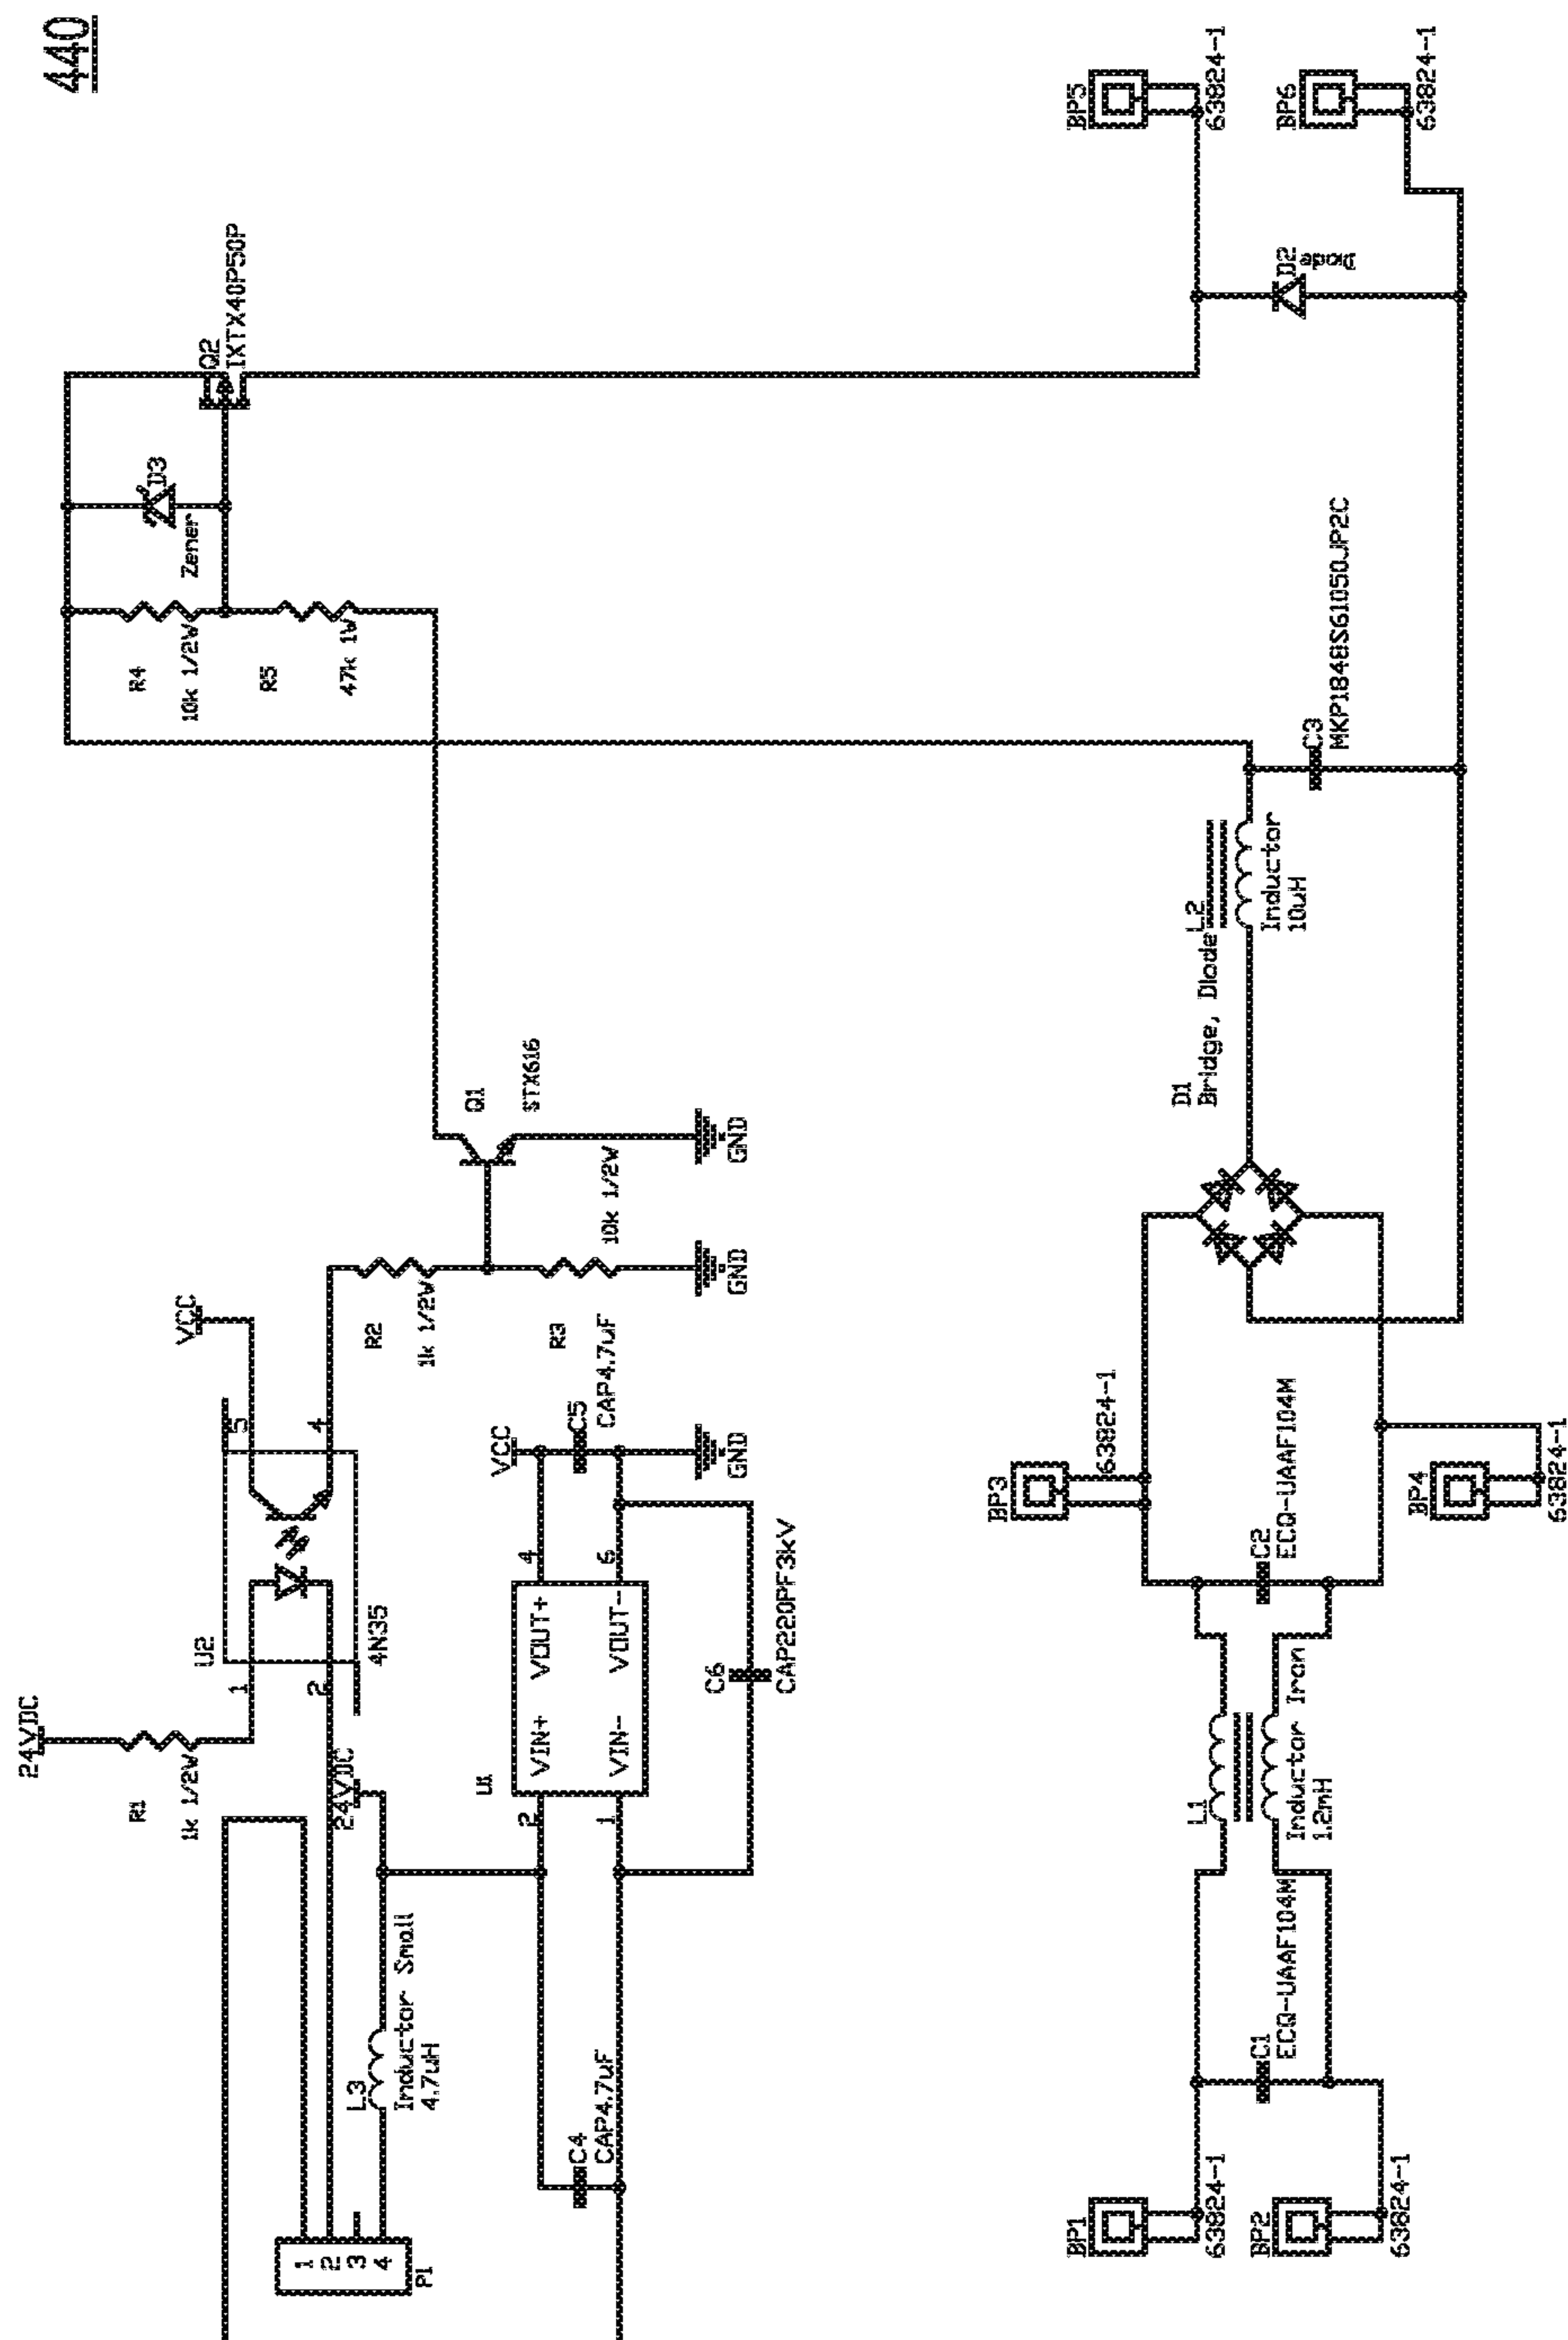 440
24VDC
R1
1k 1/2W
U2
1
2
5
4
4N35
VCC
R2
1k 1/2W
R3
10k 1/2W
GND
Q1
STX616
GND
R4
10k 1/2W
R5
47k 1W
Zener
D3
Q2
IXTX40P50P
P1
1
2
3
4
L3
Inductor Small
4.7uH
24VDC
C4
CAP4.7uF
U1
2
1
VIN+
VOUT+
VIN-
VOUT-
4
6
VCC
C5
CAP4.7uF
GND
C6
CAP220PF3kV
BP1
63824-1
BP2
63824-1
C1
ECQ-UAAF104M
L1
Inductor Iron
1.2mH
C2
ECQ-UAAF104M
BP3
63824-1
BP4
63824-1
D1
Bridge, Diode
L2
Inductor
10uH
C3
MKP1848S61050JP2C
D2
Diode
BP5
63824-1
BP6
63824-1